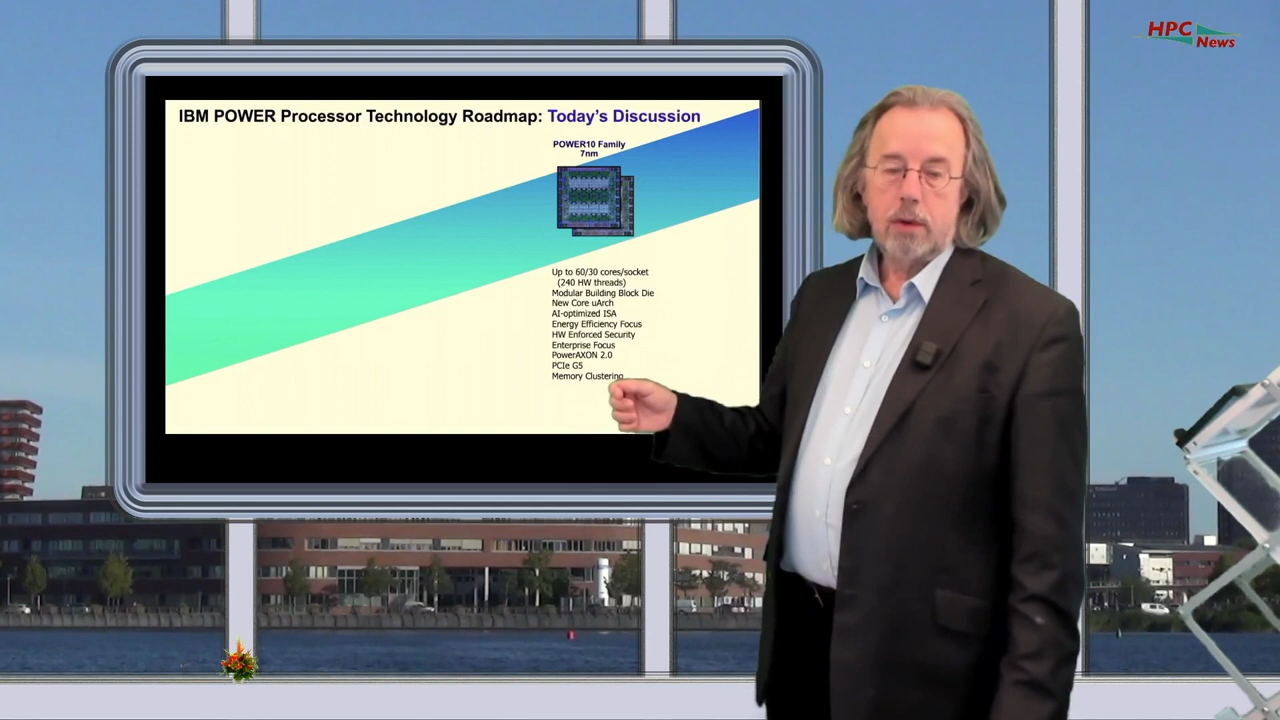 HPC
News
IBM POWER Processor Technology Roadmap: Today's Discussion
POWER10 Family
7nm
Up to 60/30 cores/socket
(240 HW threads)
Modular Building Block Die
New Core uArch
AI-optimized ISA
Energy Efficiency Focus
HW Enforced Security
Enterprise Focus
PowerAXON 2.0
PCIe G5
Memory Clustering